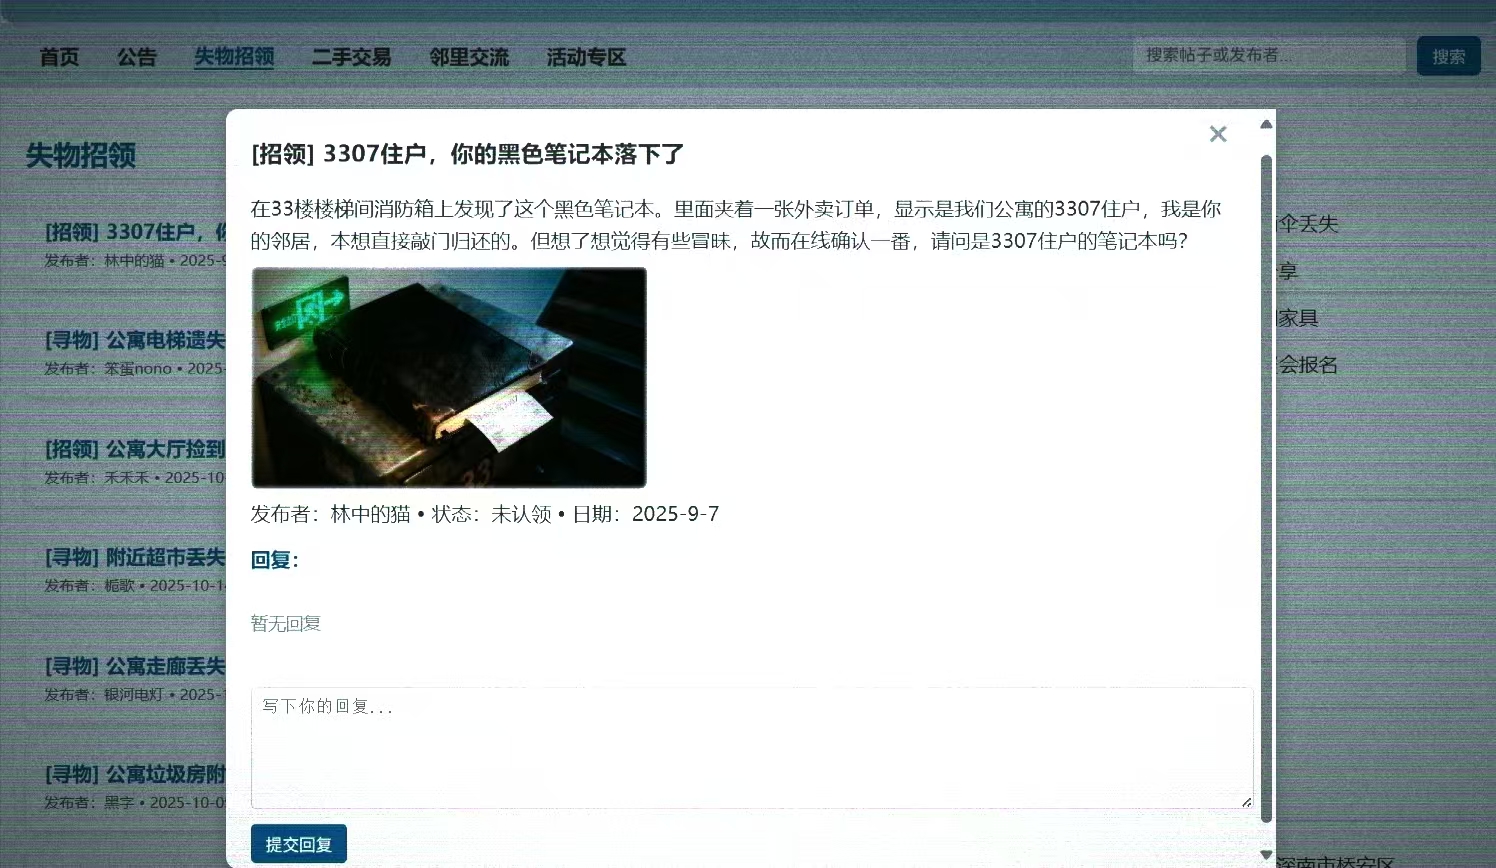 首页 公告 失物招领 二手交易 邻里交流 活动专区
搜索帖子或发布者...
搜索
失物招领
[招领] 3307住户，你的黑色笔记本落下了
在33楼楼梯间消防箱上发现了这个黑色笔记本。里面夹着一张外卖订单，显示是我们公寓的3307住户，我是你
的邻居，本想直接敲门归还的。但想了想觉得有些冒昧，故而在线确认一番，请问是3307住户的笔记本吗？
33
发布者：林中的猫 • 状态：未认领 • 日期：2025-9-7
回复：
暂无回复
写下你的回复...
提交回复
[招领] 3307住户，
发布者：林中的猫 • 2025-9
[寻物] 公寓电梯遗失
发布者：笨蛋nono • 2025-
[招领] 公寓大厅捡到
发布者：禾禾禾 • 2025-10
[寻物] 附近超市丢失
发布者：栀歌 • 2025-10-1
[寻物] 公寓走廊丢失
发布者：银河电灯 • 2025-
[寻物] 公寓垃圾房附
发布者：黑字 • 2025-10-0
伞丢失
享
家具
会报名
深南市桥安区